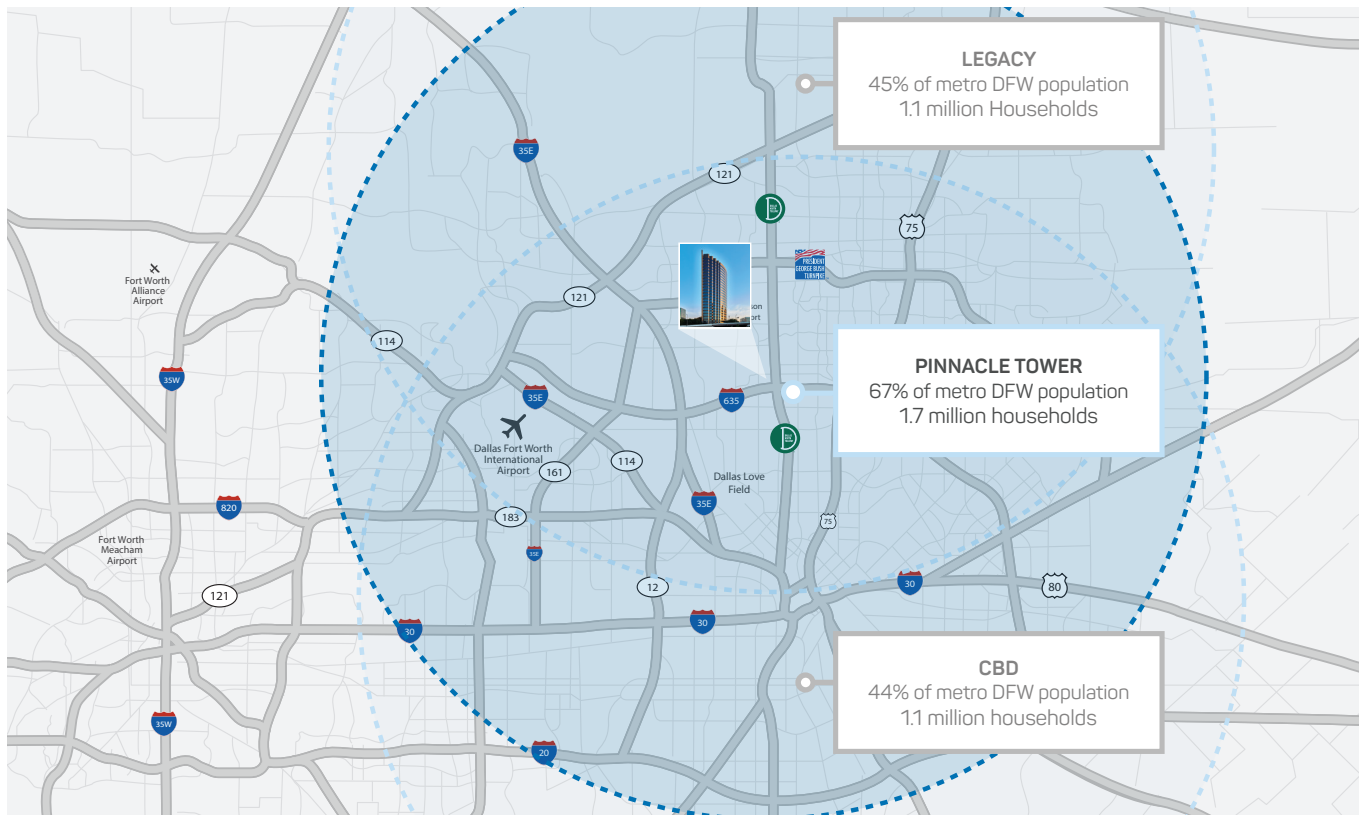 LEGACY
45% of metro DFW population
1.1 million Households
35E
121
75
PRESIDENT
GEORGE BUSH
TURNPIKE
Fort Worth
Alliance
Airport
121
114
PINNACLE TOWER
67% of metro DFW population
1.7 million households
35W
35E
635
Dallas Fort Worth
International
Airport
161
114
Dallas Love
Field
35E
820
183
75
Fort Worth
Meacham
Airport
35E
12
30
80
121
30
30
CBD
44% of metro DFW population
1.1 million households
35W
20